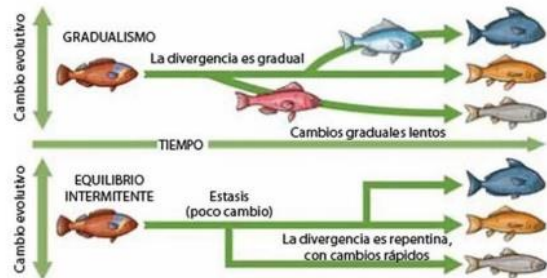 Cambio evolutivo
GRADUALISMO
La divergencia es gradual
Cambios graduales lentos
TIEMPO
Cambio evolutivo
EQUILIBRIO
INTERMITENTE
Estasis
(poco cambio)
La divergencia es repentina,
con cambios rápidos